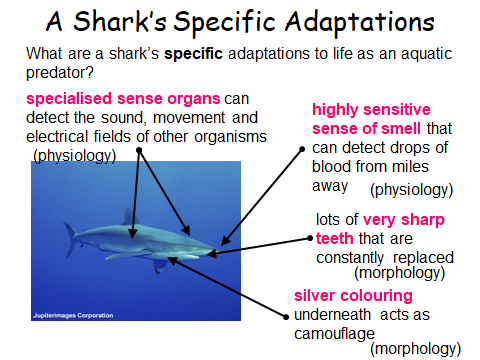 A Shark's Specific Adaptations
What are a shark's specific adaptations to life as an aquatic
predator?
specialised sense organs can
detect the sound, movement and
electrical fields of other organisms
(physiology)
highly sensitive
sense of smell that
can detect drops of
blood from miles
away (physiology)
lots of very sharp
teeth that are
constantly replaced
(morphology)
silver colouring
underneath acts as
camouflage
(morphology)
Jupiterimages Corporation